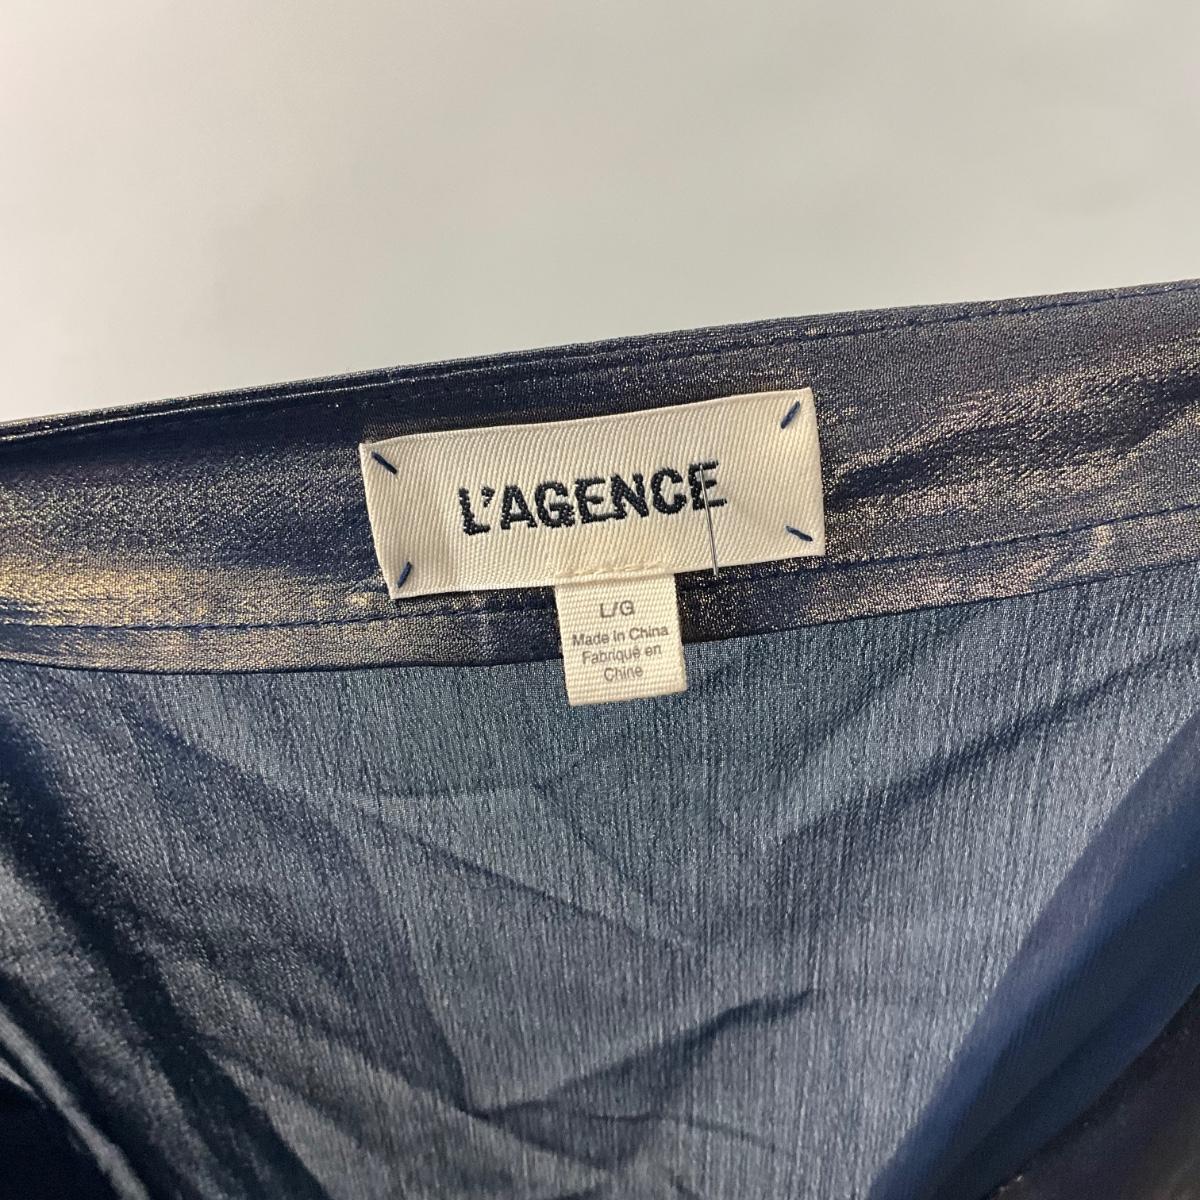 L'AGENCE
L/G
Made in China
Fabriqué en
Chine